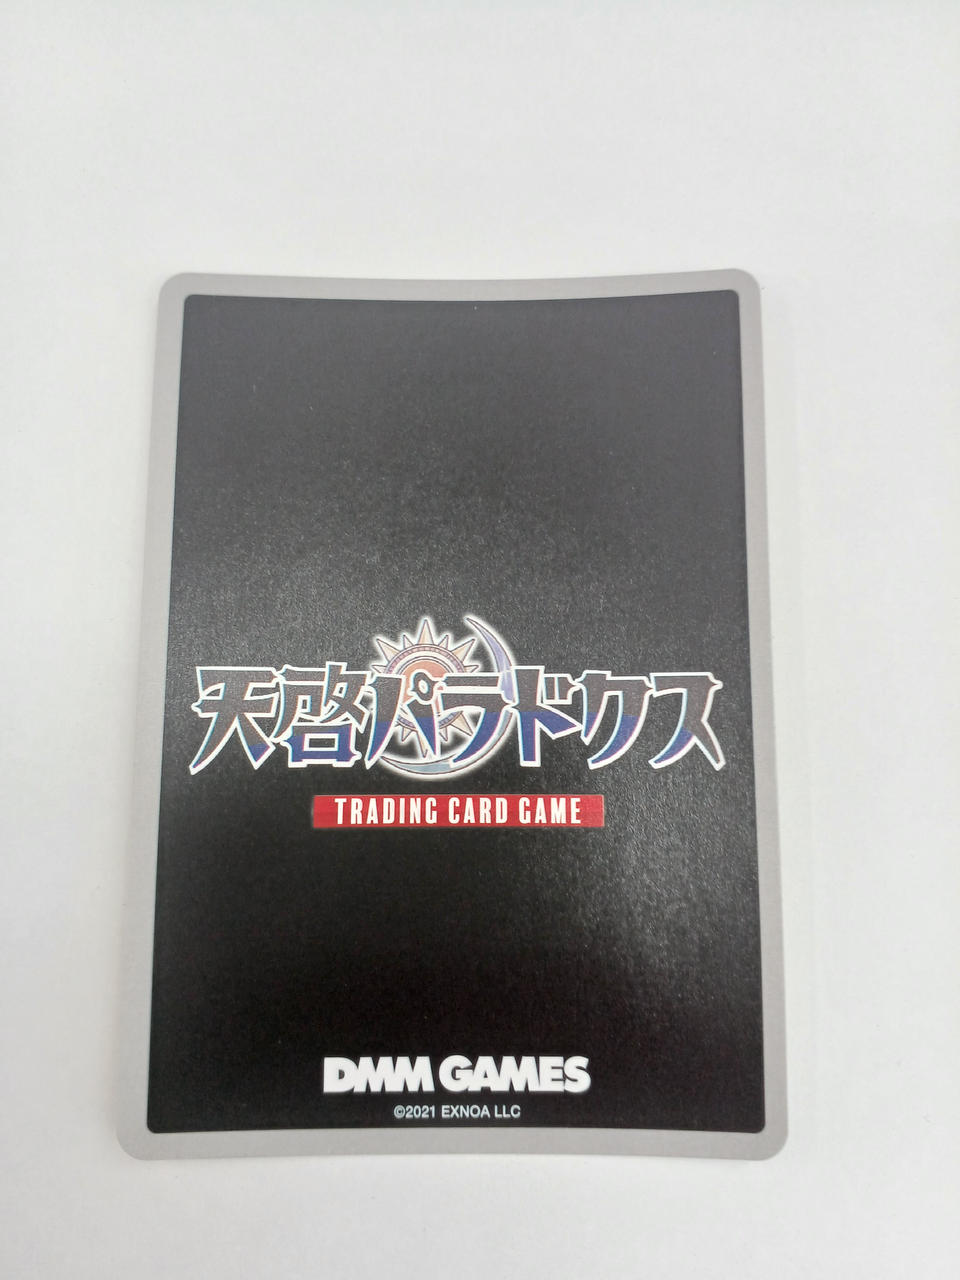 天啓パラドクス
TRADING CARD GAME
DMM GAMES
©2021 EXNOA LLC